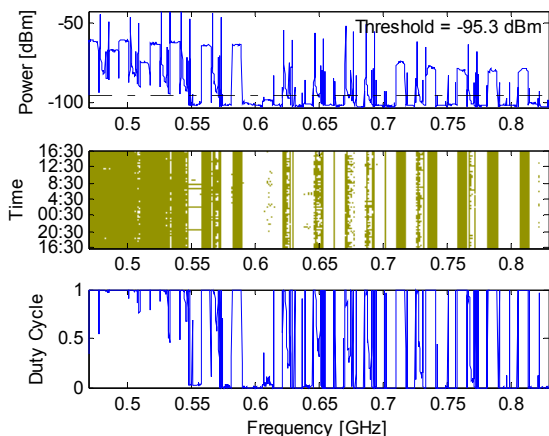 Threshold = -95.3 dBm
Power [dBm]
-50
-100
0.5 0.55 0.6 0.65 0.7 0.75 0.8
Time
16:30
12:30
8:30
4:30
00:30
20:30
16:30
0.5 0.55 0.6 0.65 0.7 0.75 0.8
Duty Cycle
1
0.5
0
0.5 0.55 0.6 0.65 0.7 0.75 0.8
Frequency [GHz]